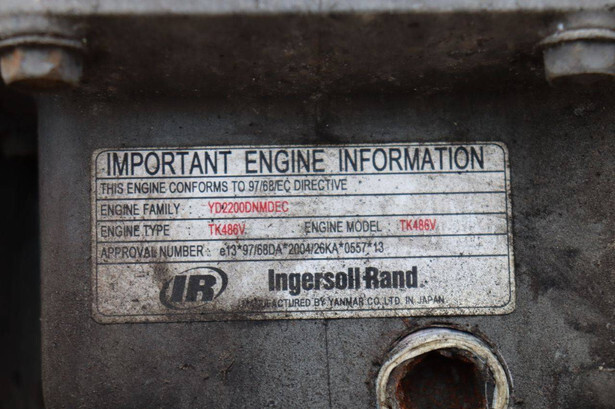 IMPORTANT ENGINE INFORMATION
THIS ENGINE CONFORMS TO 97/68/EC DIRECTIVE
ENGINE FAMILY : YD2200DNMDEC
ENGINE TYPE : TK486V ENGINE MODEL : TK486V
APPROVAL NUMBER : e13*97/68DA*2004/26KA*0557*13
IR Ingersoll Rand
MANUFACTURED BY YANMAR CO.,LTD. IN JAPAN